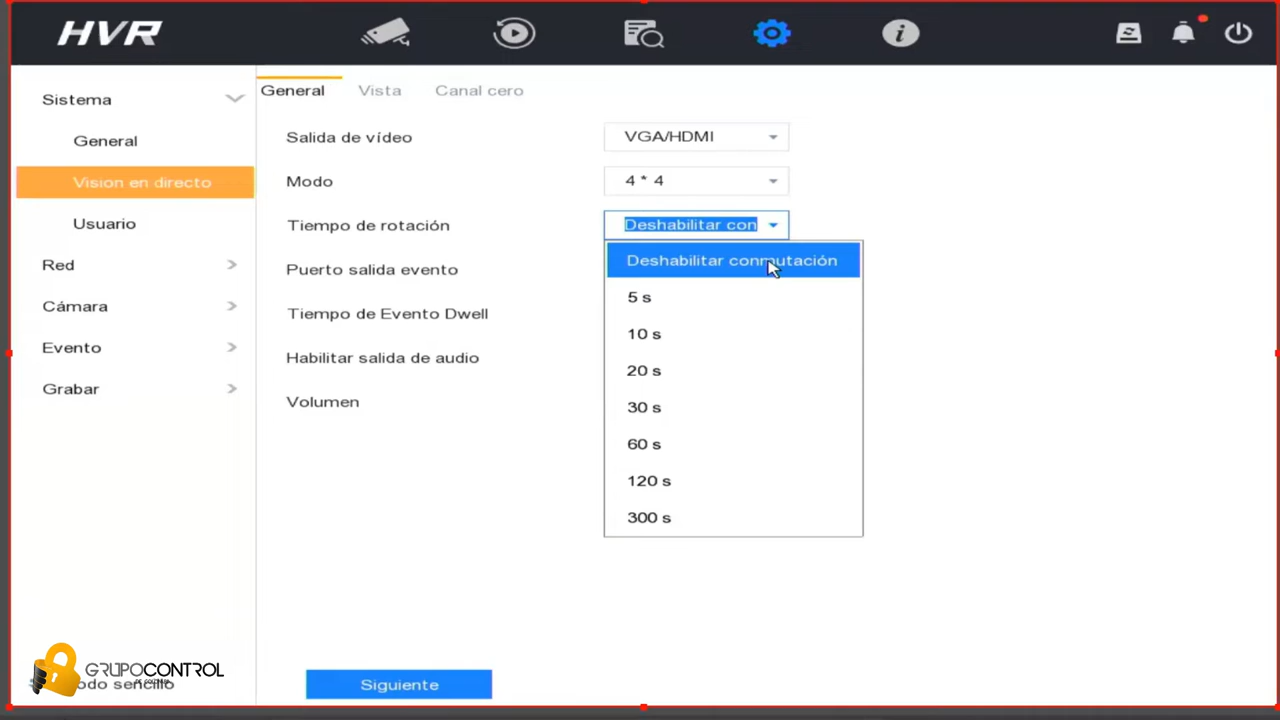 HVR
Sistema
General
Vision en directo
Usuario
Red
Cámara
Evento
Grabar
General Vista Canal cero
Salida de vídeo VGA/HDMI
Modo 4 * 4
Tiempo de rotación Deshabilitar con
Puerto salida evento
Tiempo de Evento Dwell
Habilitar salida de audio
Volumen
Deshabilitar conmutación
5 s
10 s
20 s
30 s
60 s
120 s
300 s
GRUPOCONTROL
sencillo
Siguiente